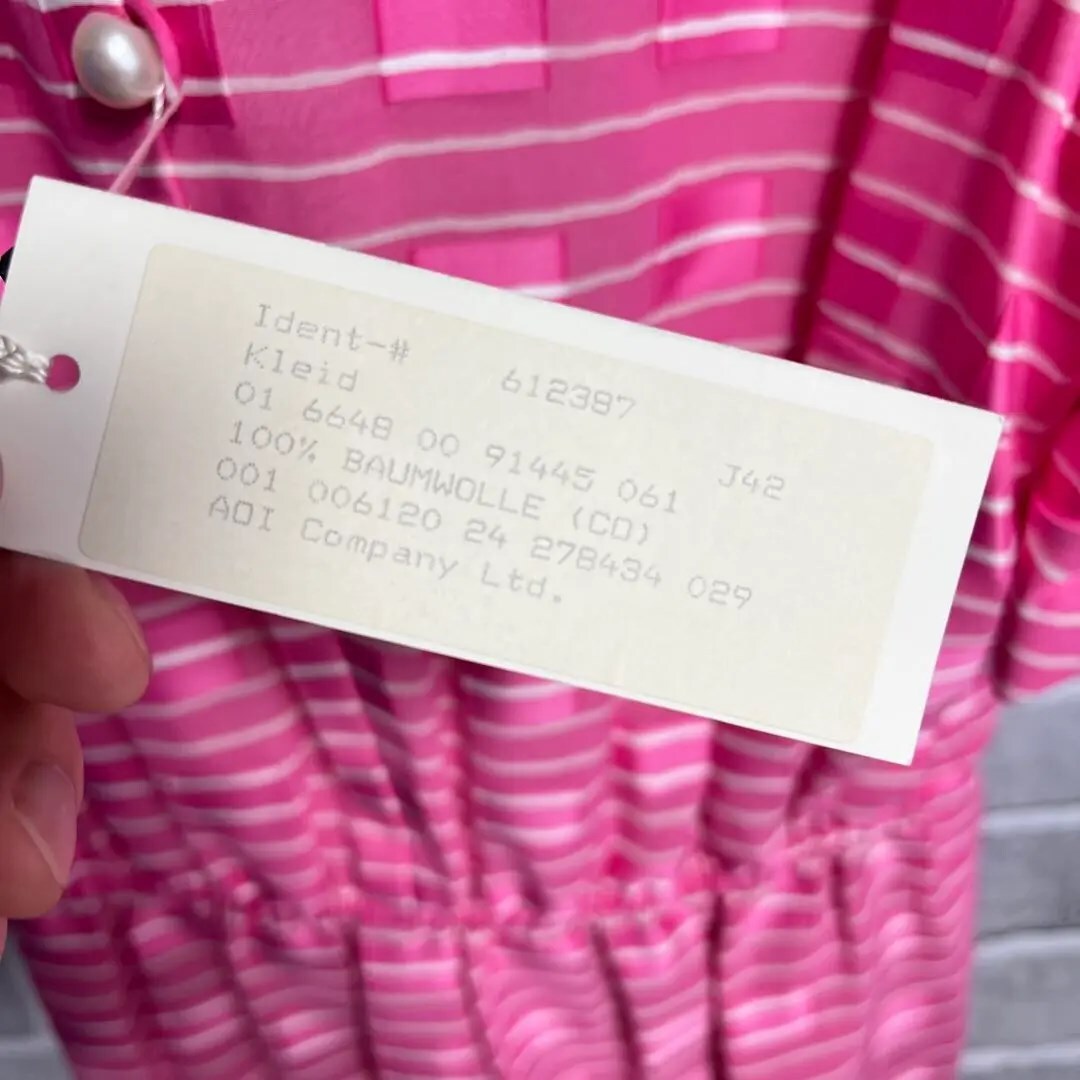 Ident-#
Kleid 612387
01 6648 00 91445 061 J42
100% BAUMWOLLE (CO)
001 006120 24 278434 029
AOI Company Ltd.